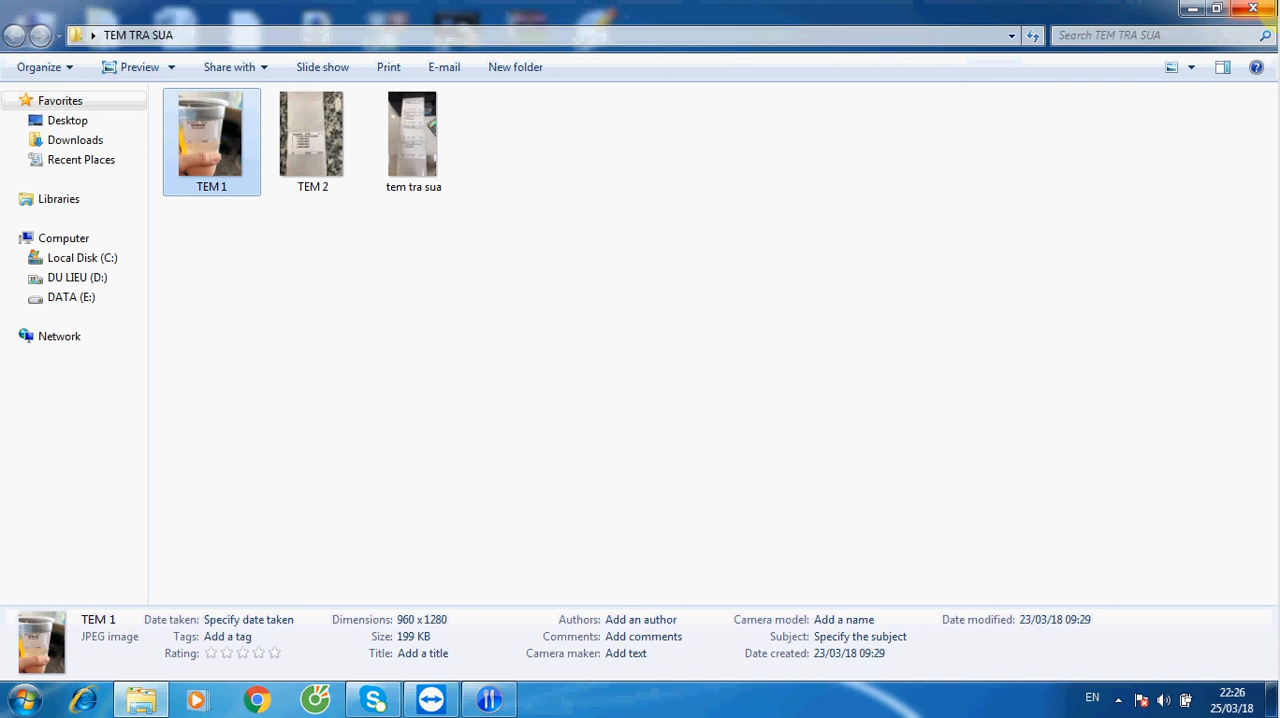 TEM TRA SUA
Search TEM TRA SUA
Organize Preview Share with Slide show Print E-mail New folder
Favorites
Desktop
Downloads
Recent Places
Libraries
Computer
Local Disk (C:)
DU LIEU (D:)
DATA (E:)
Network
TEM 1 TEM 2 tem tra sua
TEM 1 Date taken: Specify date taken Dimensions: 960 x 1280 Authors: Add an author Camera model: Add a name Date modified: 23/03/18 09:29
JPEG image Tags: Add a tag Size: 199 KB Comments: Add comments Subject: Specify the subject
Rating: Title: Add a title Camera maker: Add text Date created: 23/03/18 09:29
EN 22:26
25/03/18